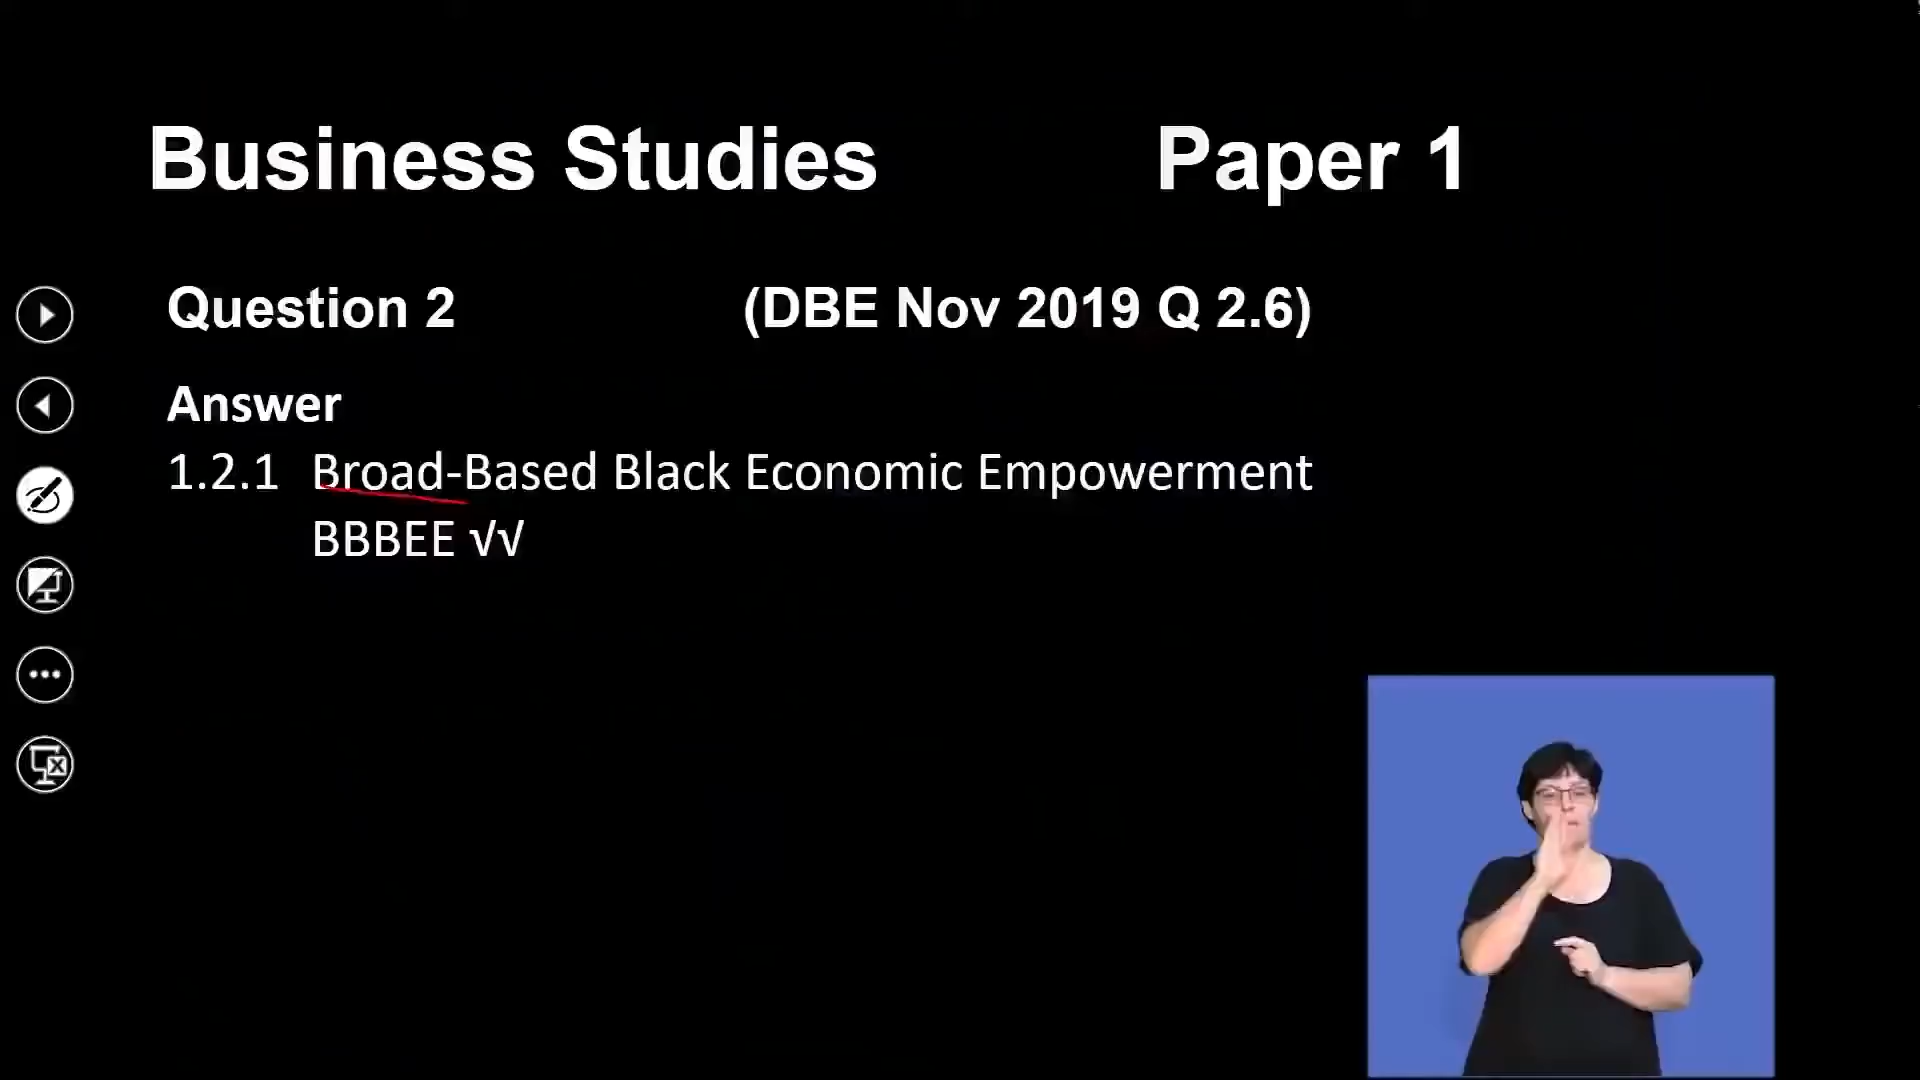 Business Studies Paper 1
Question 2 (DBE Nov 2019 Q 2.6)
Answer
1.2.1 Broad-Based Black Economic Empowerment
BBBEE √√